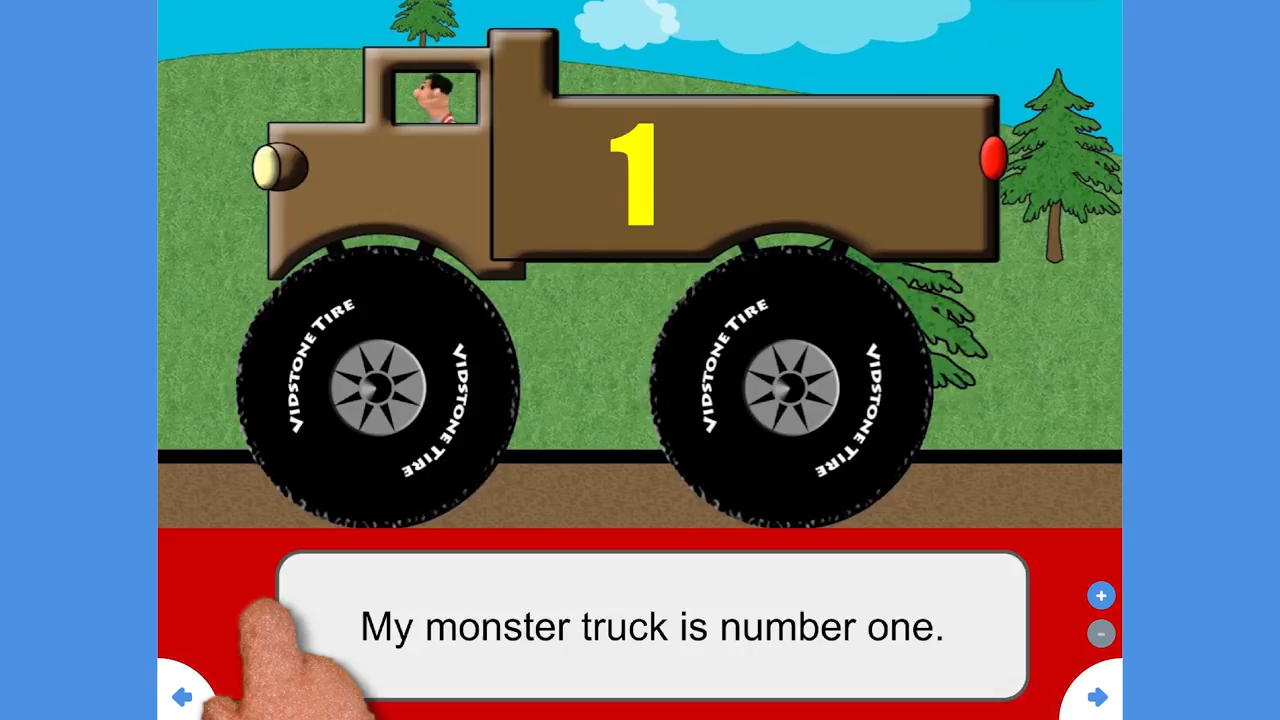 1
VIDSTONE TIRE
VIDSTONE TIRE
VIDSTONE TIRE
VIDSTONE TIRE
My monster truck is number one.
+
-